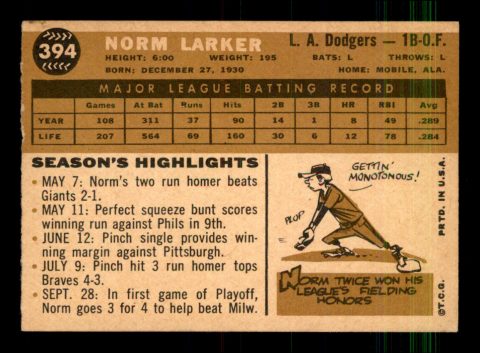 394
NORM LARKER
L. A. Dodgers — 1B-O.F.
HEIGHT: 6:00 WEIGHT: 195 BATS: L THROWS: L
BORN: DECEMBER 27, 1930 HOME: MOBILE, ALA.
MAJOR LEAGUE BATTING RECORD
Games At Bat Runs Hits 2B 3B HR RBI Avg
YEAR 108 311 37 90 14 1 8 49 .289
LIFE 207 564 69 160 30 1 12 78 .284
SEASON'S HIGHLIGHTS
• MAY 7: Norm's two run homer beats
Giants 2-1.
• MAY 11: Perfect squeeze bunt scores
winning run against Phils in 9th.
• JUNE 12: Pinch single provides win-
ning margin against Pittsburgh.
• JULY 9: Pinch hit 3 run homer tops
Braves 4-3.
• SEPT. 28: In first game of Playoff,
Norm goes 3 for 4 to help beat Milw.
GETTIN'
MONOTONOUS!
PLOP
NORM TWICE WON HIS
LEAGUE'S FIELDING
HONORS
©T.C.G. PRTD. IN U.S.A.